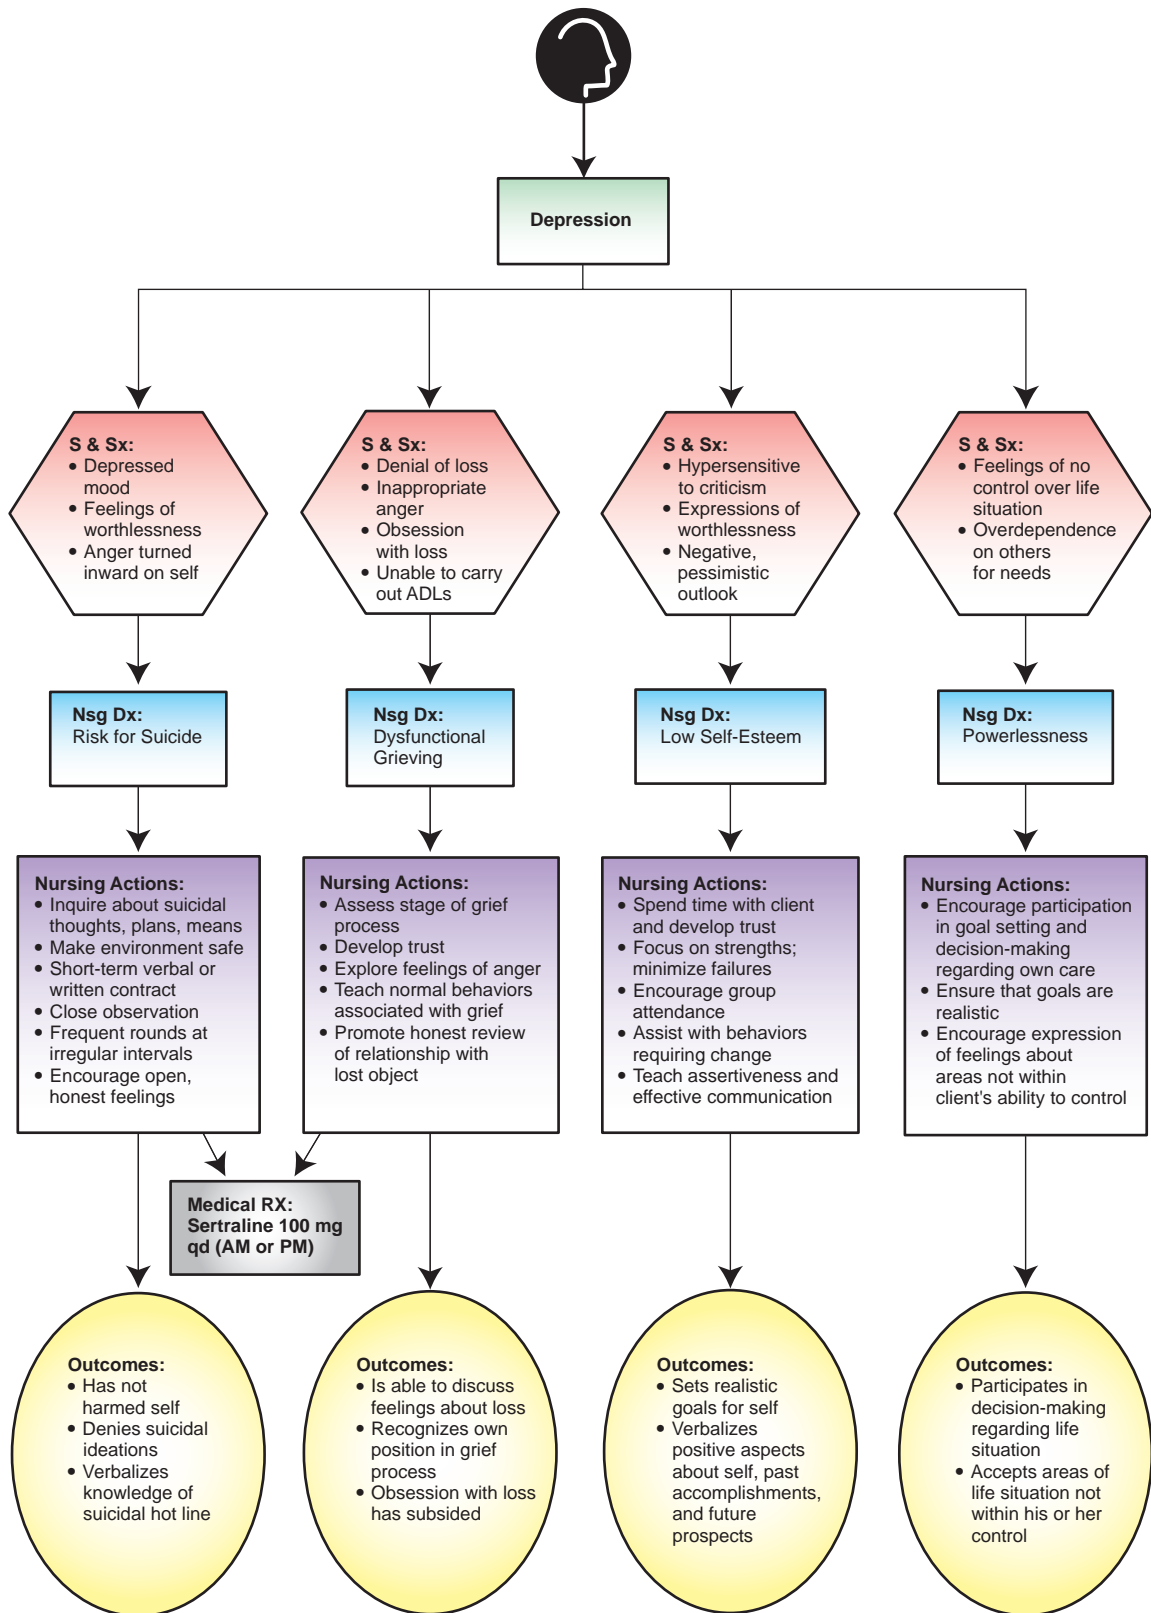 Depression
S & Sx:
• Depressed
mood
• Feelings of
worthlessness
• Anger turned
inward on self
S & Sx:
• Denial of loss
• Inappropriate
anger
• Obsession
with loss
• Unable to carry
out ADLs
S & Sx:
• Hypersensitive
to criticism
• Expressions of
worthlessness
• Negative,
pessimistic
outlook
S & Sx:
• Feelings of no
control over life
situation
• Overdependence
on others
for needs
Nsg Dx:
Risk for Suicide
Nsg Dx:
Dysfunctional
Grieving
Nsg Dx:
Low Self-Esteem
Nsg Dx:
Powerlessness
Nursing Actions:
• Inquire about suicidal
thoughts, plans, means
• Make environment safe
• Short-term verbal or
written contract
• Close observation
• Frequent rounds at
irregular intervals
• Encourage open,
honest feelings
Nursing Actions:
• Assess stage of grief
process
• Develop trust
• Explore feelings of anger
• Teach normal behaviors
associated with grief
• Promote honest review
of relationship with
lost object
Nursing Actions:
• Spend time with client
and develop trust
• Focus on strengths;
minimize failures
• Encourage group
attendance
• Assist with behaviors
requiring change
• Teach assertiveness and
effective communication
Nursing Actions:
• Encourage participation
in goal setting and
decision-making
regarding own care
• Ensure that goals are
realistic
• Encourage expression
of feelings about
areas not within
client's ability to control
Medical RX:
Sertraline 100 mg
qd (AM or PM)
Outcomes:
• Has not
harmed self
• Denies suicidal
ideations
• Verbalizes
knowledge of
suicidal hot line
Outcomes:
• Is able to discuss
feelings about loss
• Recognizes own
position in grief
process
• Obsession with loss
has subsided
Outcomes:
• Sets realistic
goals for self
• Verbalizes
positive aspects
about self, past
accomplishments,
and future
prospects
Outcomes:
• Participates in
decision-making
regarding life
situation
• Accepts areas of
life situation not
within his or her
control